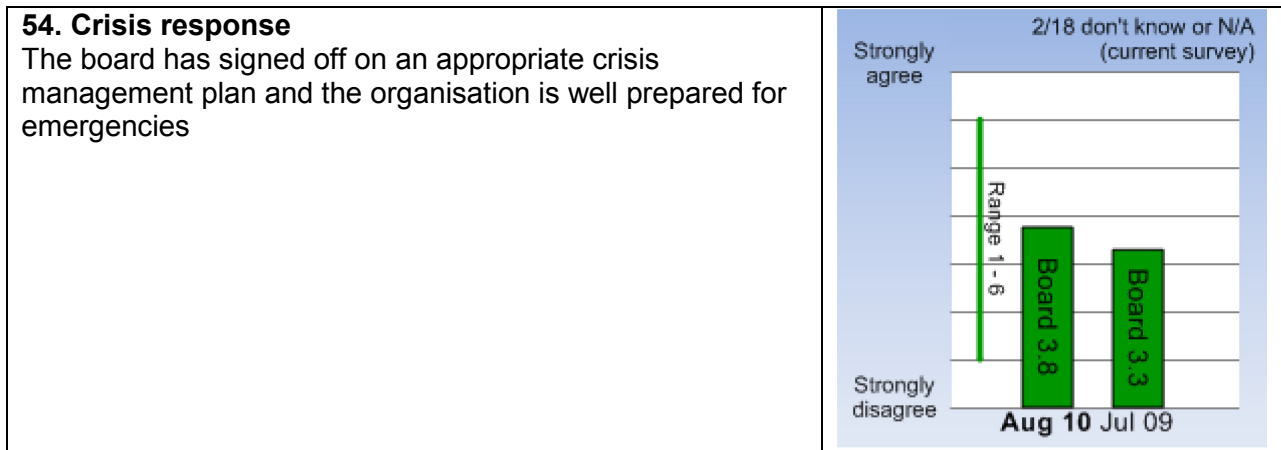 54. Crisis response
The board has signed off on an appropriate crisis
management plan and the organisation is well prepared for
emergencies
2/18 don't know or N/A
(current survey)
Strongly
agree
Range 1 - 6
Board 3.8
Board 3.3
Strongly
disagree
Aug 10 Jul 09